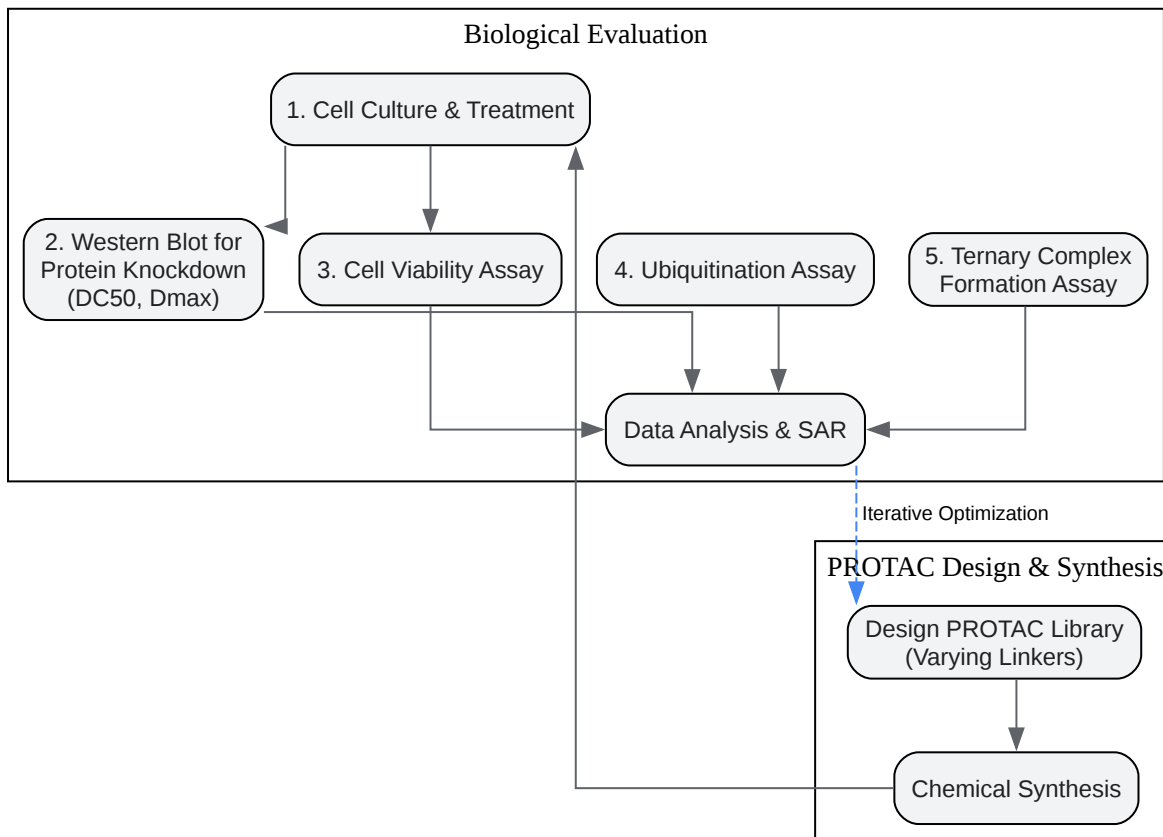 Biological Evaluation
1. Cell Culture & Treatment
2. Western Blot for
Protein Knockdown
(DC50, Dmax)
3. Cell Viability Assay
4. Ubiquitination Assay
5. Ternary Complex
Formation Assay
Data Analysis & SAR
Iterative Optimization
PROTAC Design & Synthesis
Design PROTAC Library
(Varying Linkers)
Chemical Synthesis